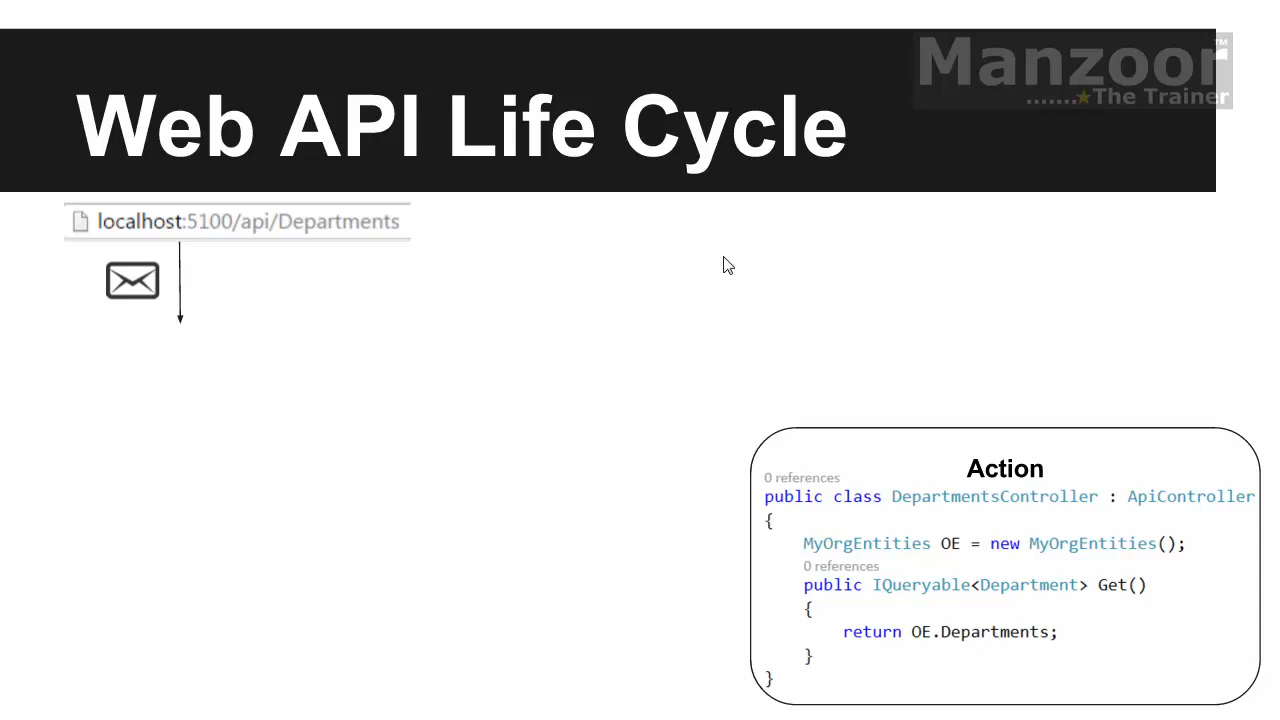 Manzoor™
.......★The Trainer
Web API Life Cycle
localhost:5100/api/Departments
Action
0 references
public class DepartmentsController : ApiController
{
MyOrgEntities OE = new MyOrgEntities();
0 references
public IQueryable<Department> Get()
{
return OE.Departments;
}
}